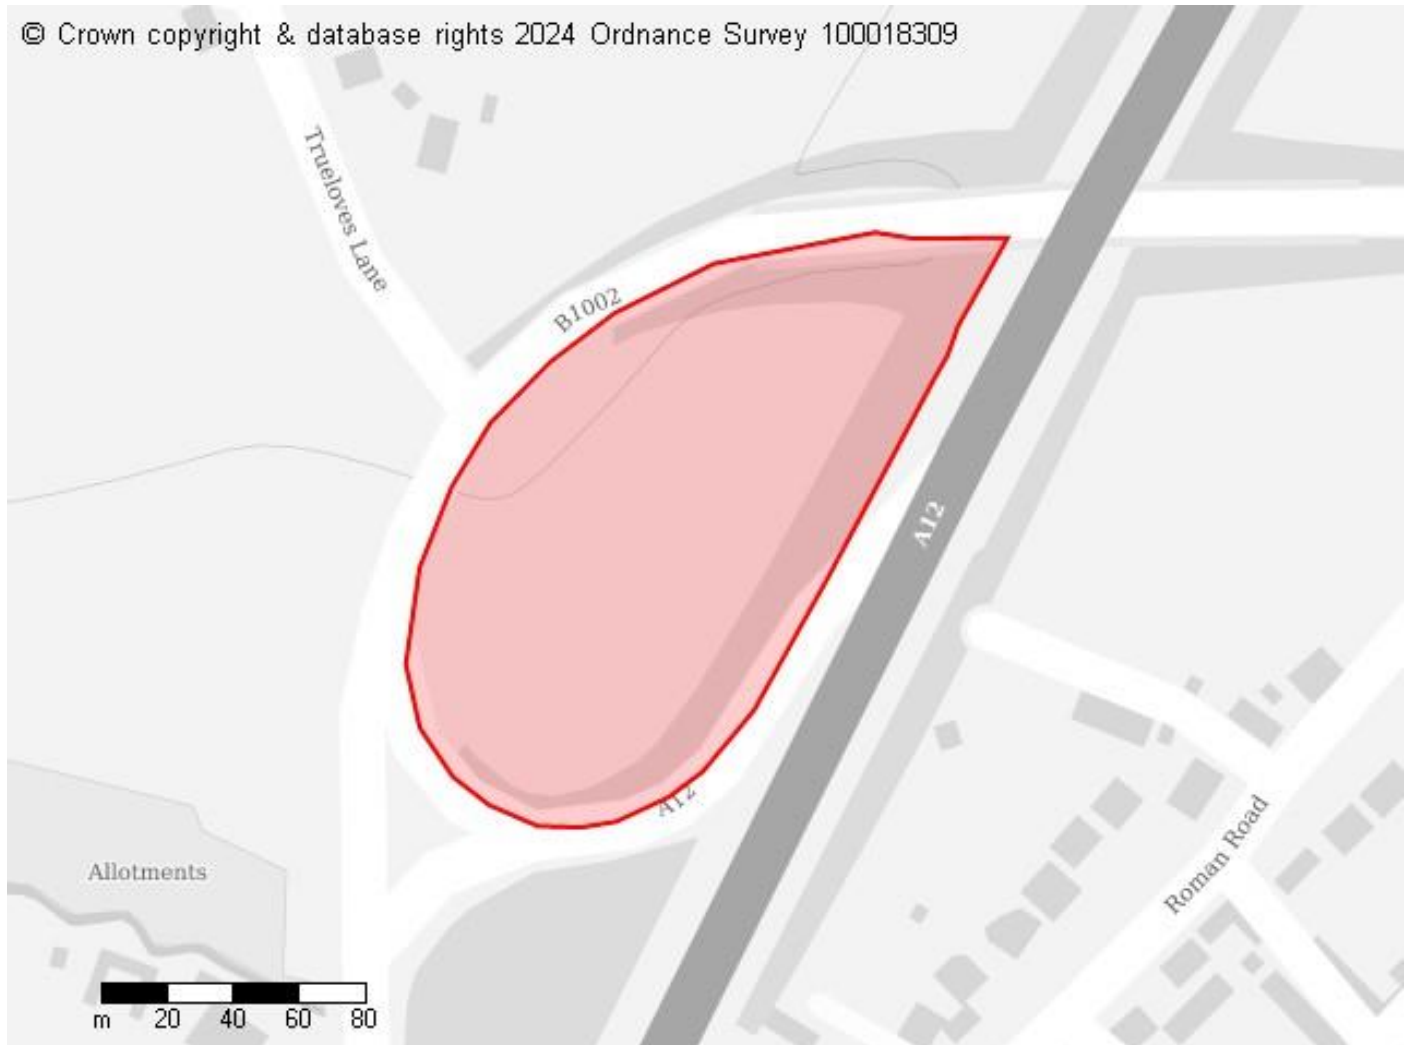 © Crown copyright & database rights 2024 Ordnance Survey 100018309
Trueloves Lane
B1002
A12
A12
Roman Road
Allotments
m 20 40 60 80